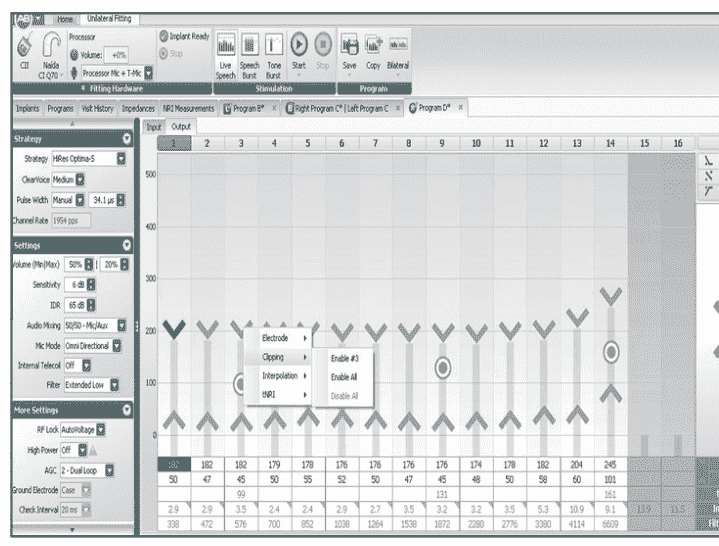 AB
Home Unilateral Fitting
CII
Naída CI Q70
Processor
Volume: +0%
Processor Mic + T-Mic
Implant Ready
Stop
Fitting Hardware
Live Speech
Speech Burst
Tone Burst
Start
Stop
Stimulation
Save
Copy
Bilateral
Program
Implants Programs Visit History Impedances NRI Measurements Program B* × Right Program C* | Left Program C × Program D* ×
Strategy
Strategy HiRes Optima-S
ClearVoice Medium
Pulse Width Manual 34.1 µs
Channel Rate 1954 pps
Settings
Volume (Min|Max) 50% | 20%
Sensitivity 6 dB
IDR 65 dB
Audio Mixing 50/50 - Mic/Aux
Mic Mode Omni Directional
Internal Telecoil Off
Filter Extended Low
More Settings
RF Lock AutoVoltage
High Power Off
AGC 2 - Dual Loop
Ground Electrode Case
Check Interval 20 ms
Input Output
1 2 3 4 5 6 7 8 9 10 11 12 13 14 15 16
500
400
300
200
100
0
Electrode
Clipping
Interpolation
tNRI
Enable #3
Enable All
Disable All
182 182 182 179 178 176 176 176 176 174 178 182 204 245
50 47 45 50 55 52 50 47 45 48 50 58 60 101
99 131 161
2.9 2.9 3.5 2.4 2.4 2.9 2.7 3.5 3.2 3.2 3.5 5.3 10.9 9.1 13.9 11.5
338 472 576 700 852 1038 1264 1538 1872 2280 2776 3380 4114 6609